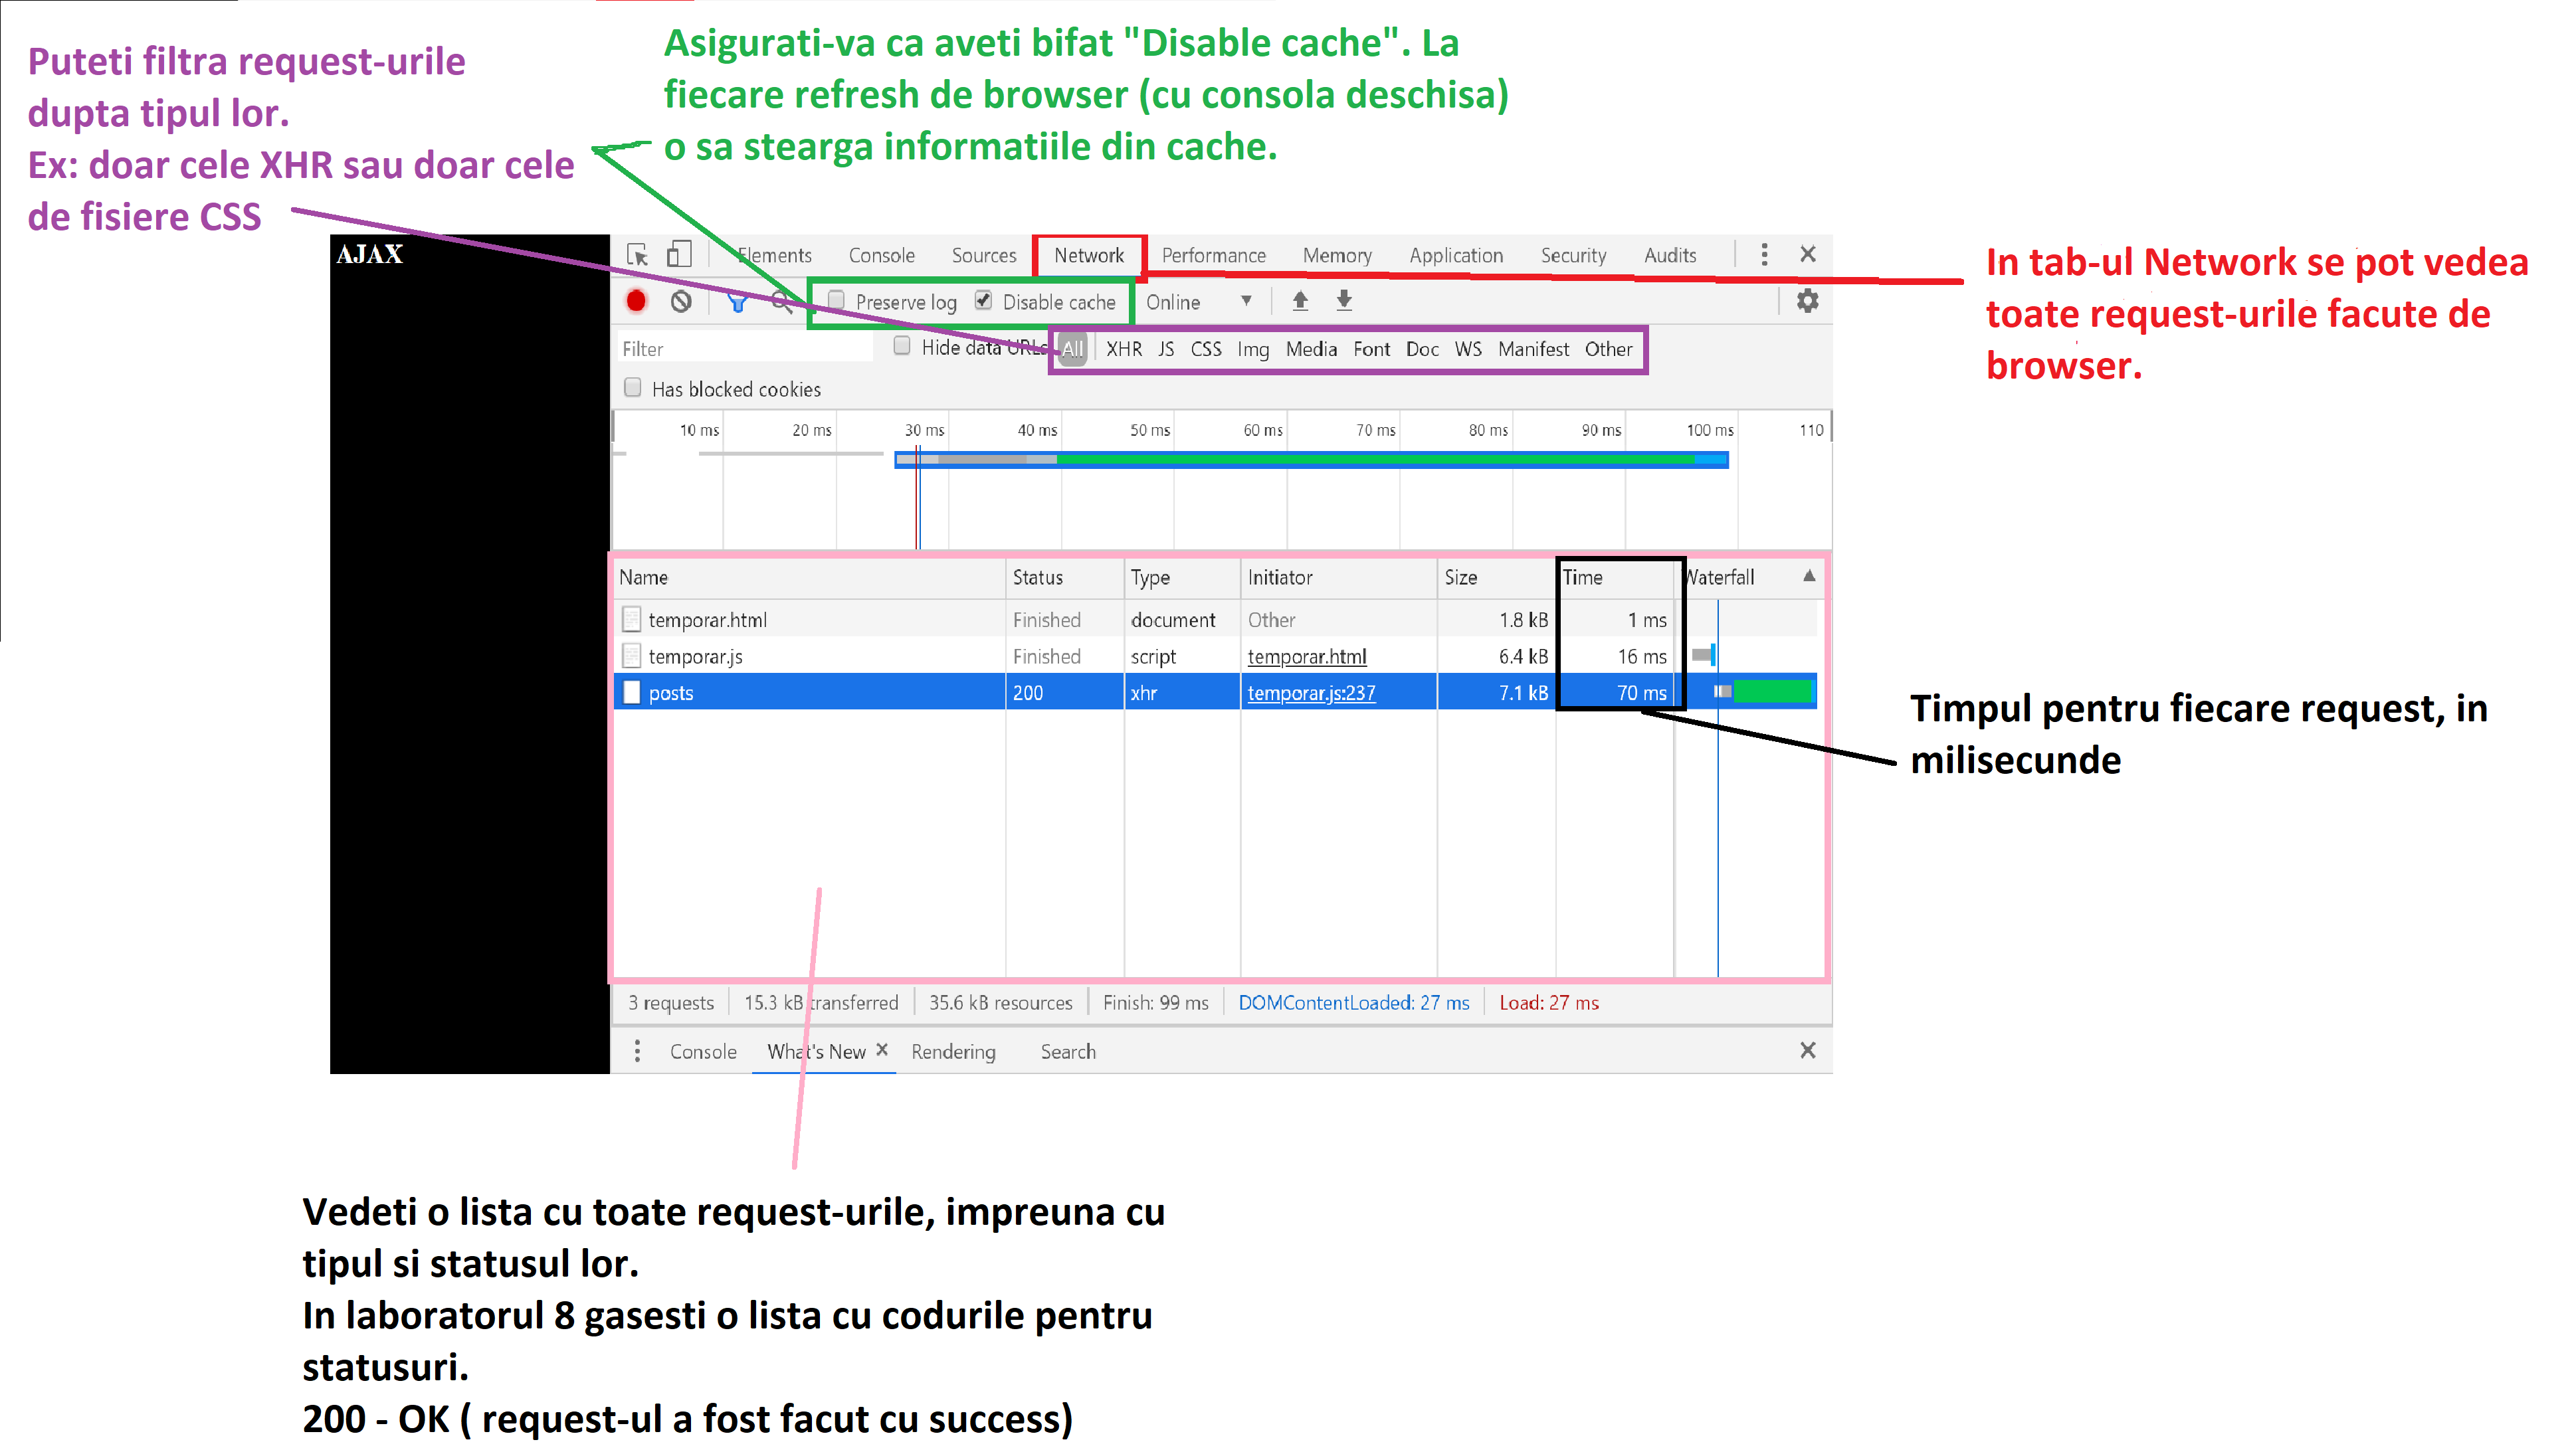 Puteti filtra request-urile
dupta tipul lor.
Ex: doar cele XHR sau doar cele
de fisiere CSS
Asigurati-va ca aveti bifat "Disable cache". La
fiecare refresh de browser (cu consola deschisa)
o sa stearga informatiile din cache.
In tab-ul Network se pot vedea
toate request-urile facute de
browser.
AJAX
Elements Console Sources Network Performance Memory Application Security Audits
Preserve log Disable cache Online
Filter Hide data URLs All XHR JS CSS Img Media Font Doc WS Manifest Other
Has blocked cookies
10 ms 20 ms 30 ms 40 ms 50 ms 60 ms 70 ms 80 ms 90 ms 100 ms 110
Name Status Type Initiator Size Time Waterfall
temporar.html Finished document Other 1.8 kB 1 ms
temporar.js Finished script temporar.html 6.4 kB 16 ms
posts 200 xhr temporar.js:237 7.1 kB 70 ms
Timpul pentru fiecare request, in
milisecunde
3 requests 15.3 kB transferred 35.6 kB resources Finish: 99 ms DOMContentLoaded: 27 ms Load: 27 ms
Console What's New Rendering Search
Vedeti o lista cu toate request-urile, impreuna cu
tipul si statusul lor.
In laboratorul 8 gasesti o lista cu codurile pentru
statusuri.
200 - OK ( request-ul a fost facut cu success)